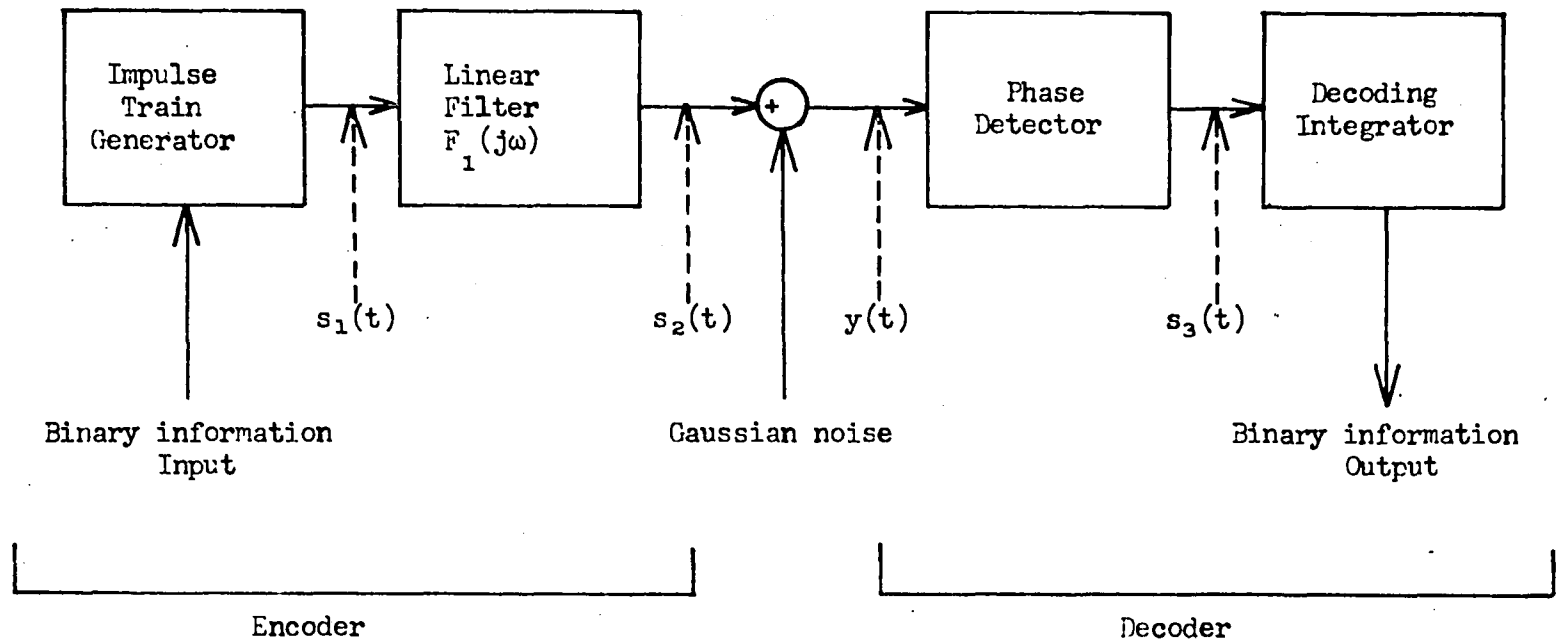 Impulse
Train
Generator
Linear
Filter
F₁(jω)
+
Phase
Detector
Decoding
Integrator
s₁(t)
s₂(t)
y(t)
s₃(t)
Binary information
Input
Gaussian noise
Binary information
Output
Encoder
Decoder